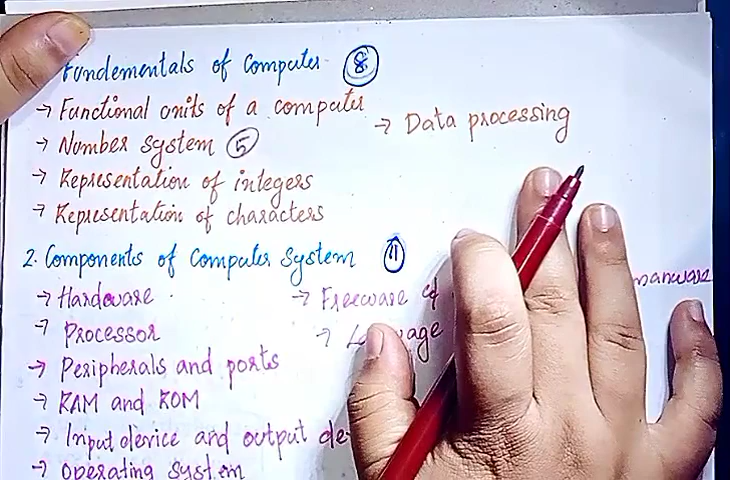 Fundementals of Computer 8
→ Functional units of a computer
→ Data processing
→ Number system 5
→ Representation of integers
→ Representation of characters
2. Components of Computer System 11
→ Hardware
→ Freeware
manware
→ Processor
→ Peripherals and ports
→ RAM and ROM
→ Input device and output de
→ Operating system